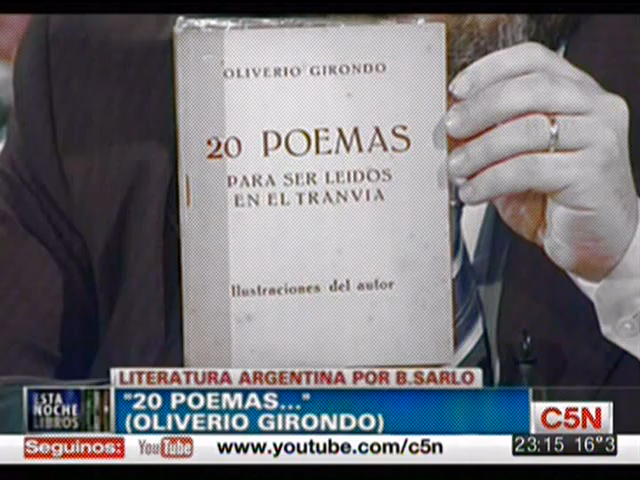 OLIVERIO GIRONDO
20 POEMAS
PARA SER LEIDOS
EN EL TRANVIA
Ilustraciones del autor
LITERATURA ARGENTINA POR B.SARLO
ESTA
NOCHE
LIBROS
"20 POEMAS..."
(OLIVERIO GIRONDO)
C5N
Seguinos: YouTube www.youtube.com/c5n 23:15 16°3